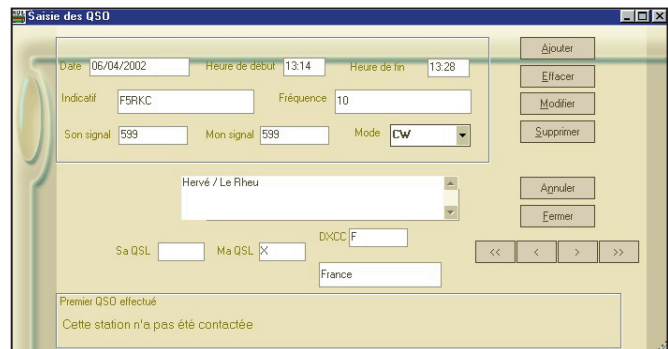 Saisie des QSO
Date 06/04/2002 Heure de début 13:14 Heure de fin 13:28
Indicatif F5RKC Fréquence 10
Son signal 599 Mon signal 599 Mode CW
Ajouter
Effacer
Modifier
Supprimer
Hervé / Le Rheu
Annuler
Fermer
Sa QSL Ma QSL X DXCC F
<< < > >>
France
Premier QSO effectué
Cette station n'a pas été contactée